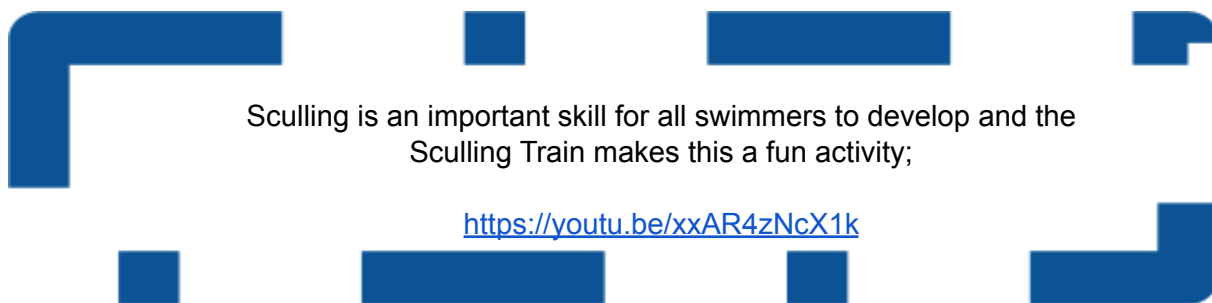 Sculling is an important skill for all swimmers to develop and the
Sculling Train makes this a fun activity;
https://youtu.be/xxAR4zNcX1k